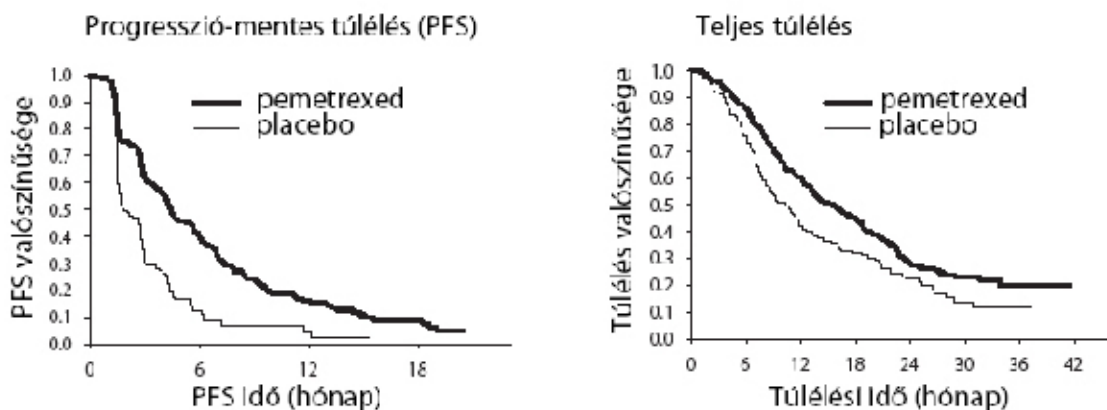 Progresszió-mentes túlélés (PFS)
PFS valószínűsége
1.0
0.9
0.8
0.7
0.6
0.5
0.4
0.3
0.2
0.1
0.0
pemetrexed
placebo
0 6 12 18
PFS Idő (hónap)
Teljes túlélés
Túlélés valószínűsége
1.0
0.9
0.8
0.7
0.6
0.5
0.4
0.3
0.2
0.1
0.0
pemetrexed
placebo
0 6 12 18 24 30 36 42
Túlélési Idő (hónap)